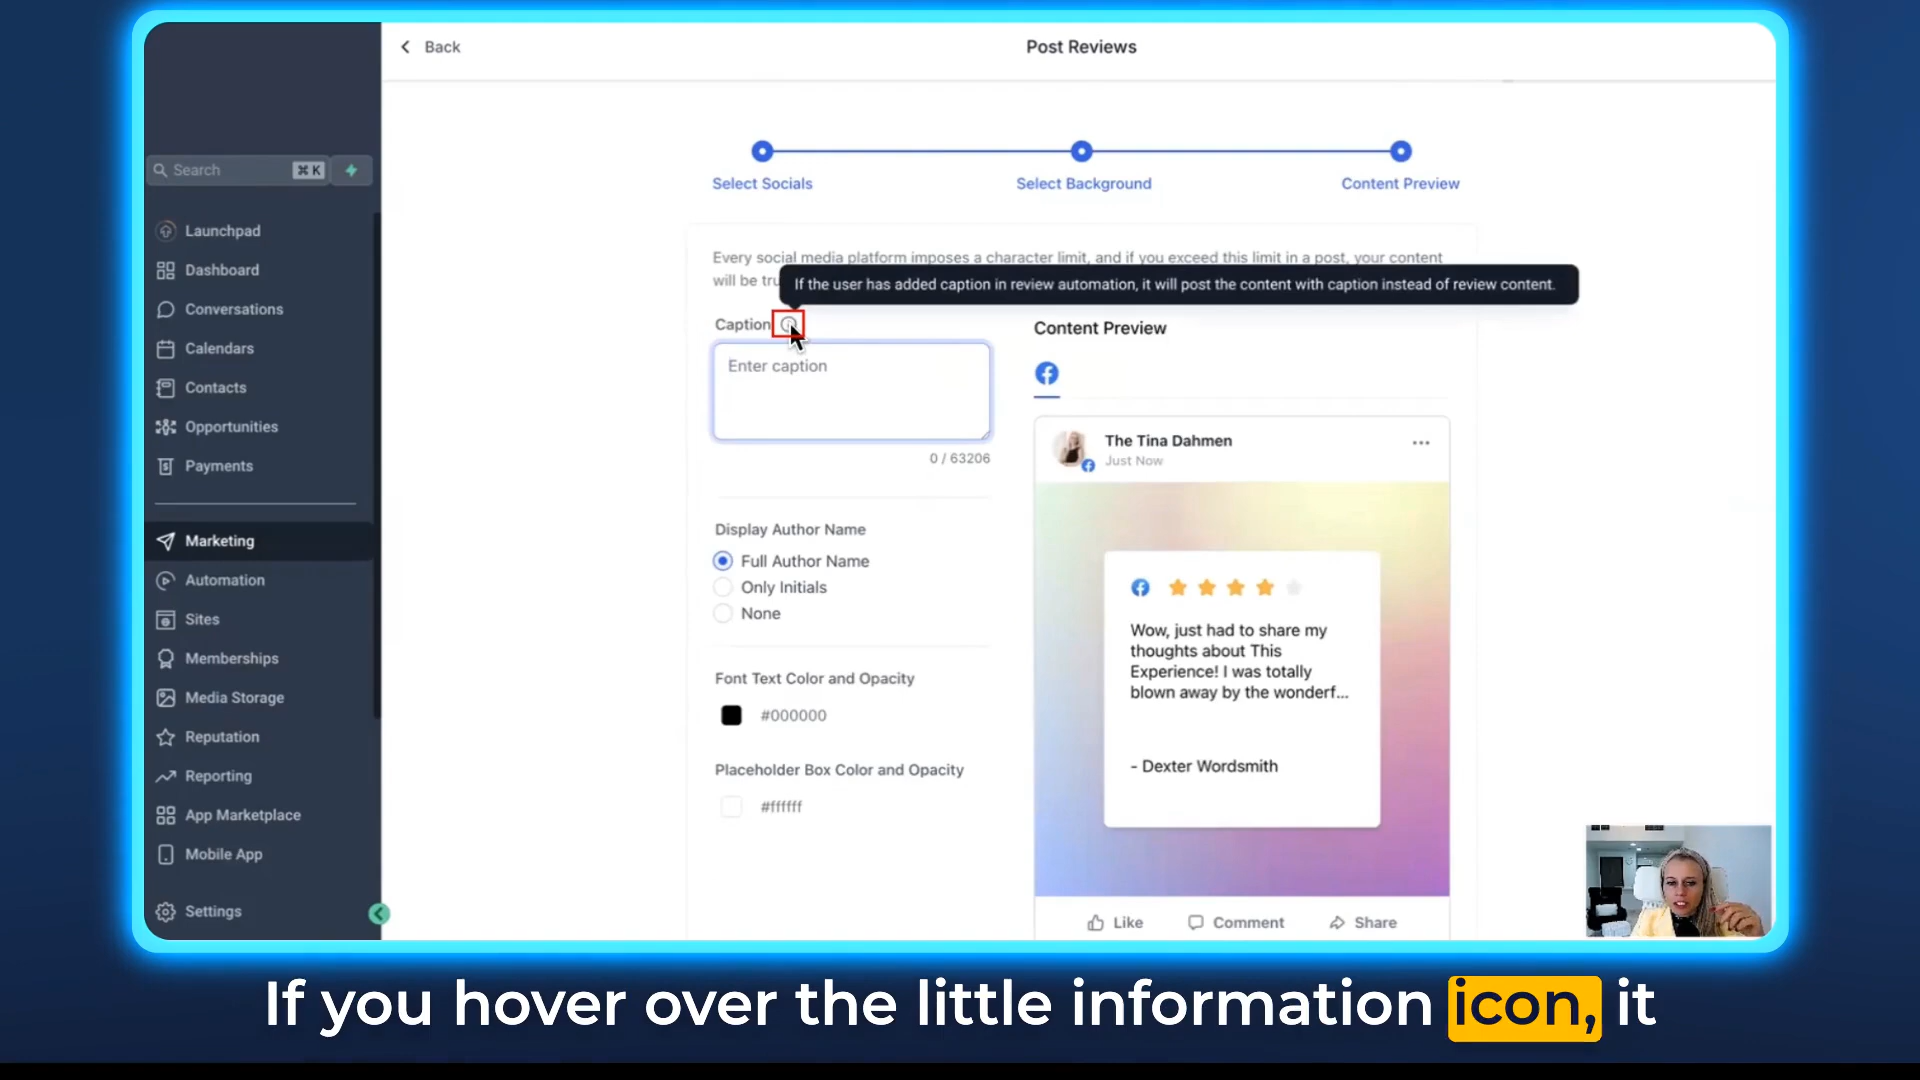 Back
Post Reviews
Search
⌘ K
Select Socials
Select Background
Content Preview
Launchpad
Dashboard
Conversations
Calendars
Contacts
Opportunities
Payments
Marketing
Automation
Sites
Memberships
Media Storage
Reputation
Reporting
App Marketplace
Mobile App
Settings
Every social media platform imposes a character limit, and if you exceed this limit in a post, your content
will be tru
If the user has added caption in review automation, it will post the content with caption instead of review content.
Caption
Enter caption
0 / 63206
Display Author Name
Full Author Name
Only Initials
None
Font Text Color and Opacity
#000000
Placeholder Box Color and Opacity
#ffffff
Content Preview
The Tina Dahmen
Just Now
Wow, just had to share my
thoughts about This
Experience! I was totally
blown away by the wonderf...
- Dexter Wordsmith
Like
Comment
Share
If you hover over the little information icon, it